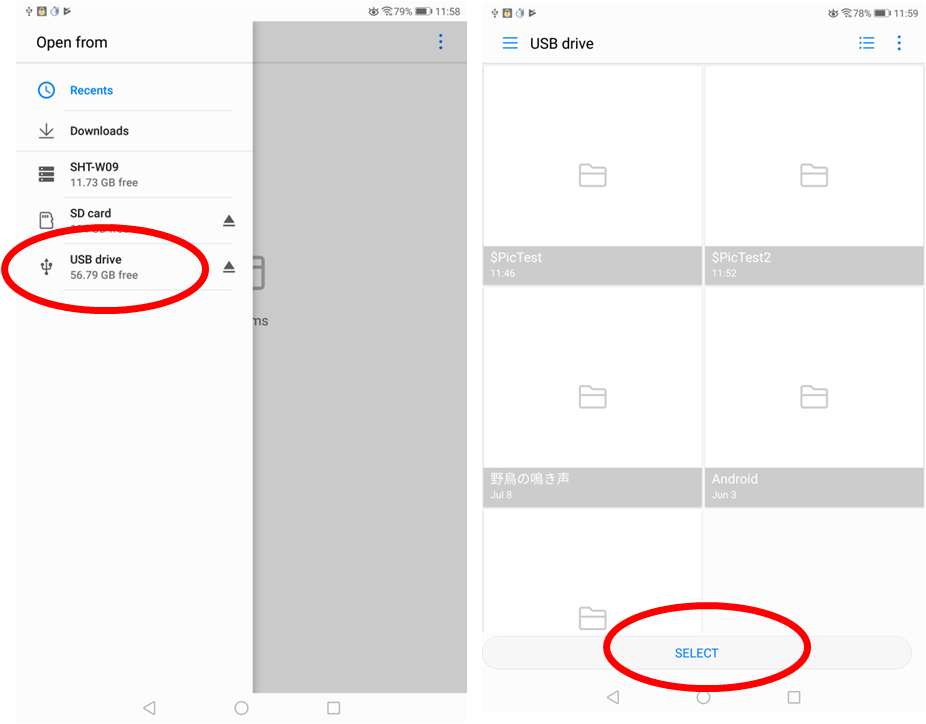 79% 11:58
Open from
Recents
Downloads
SHT-W09
11.73 GB free
SD card
USB drive
56.79 GB free
ms
78% 11:59
USB drive
$PicTest
11:46
$PicTest2
11:52
野鳥の鳴き声
Jul 8
Android
Jun 3
SELECT